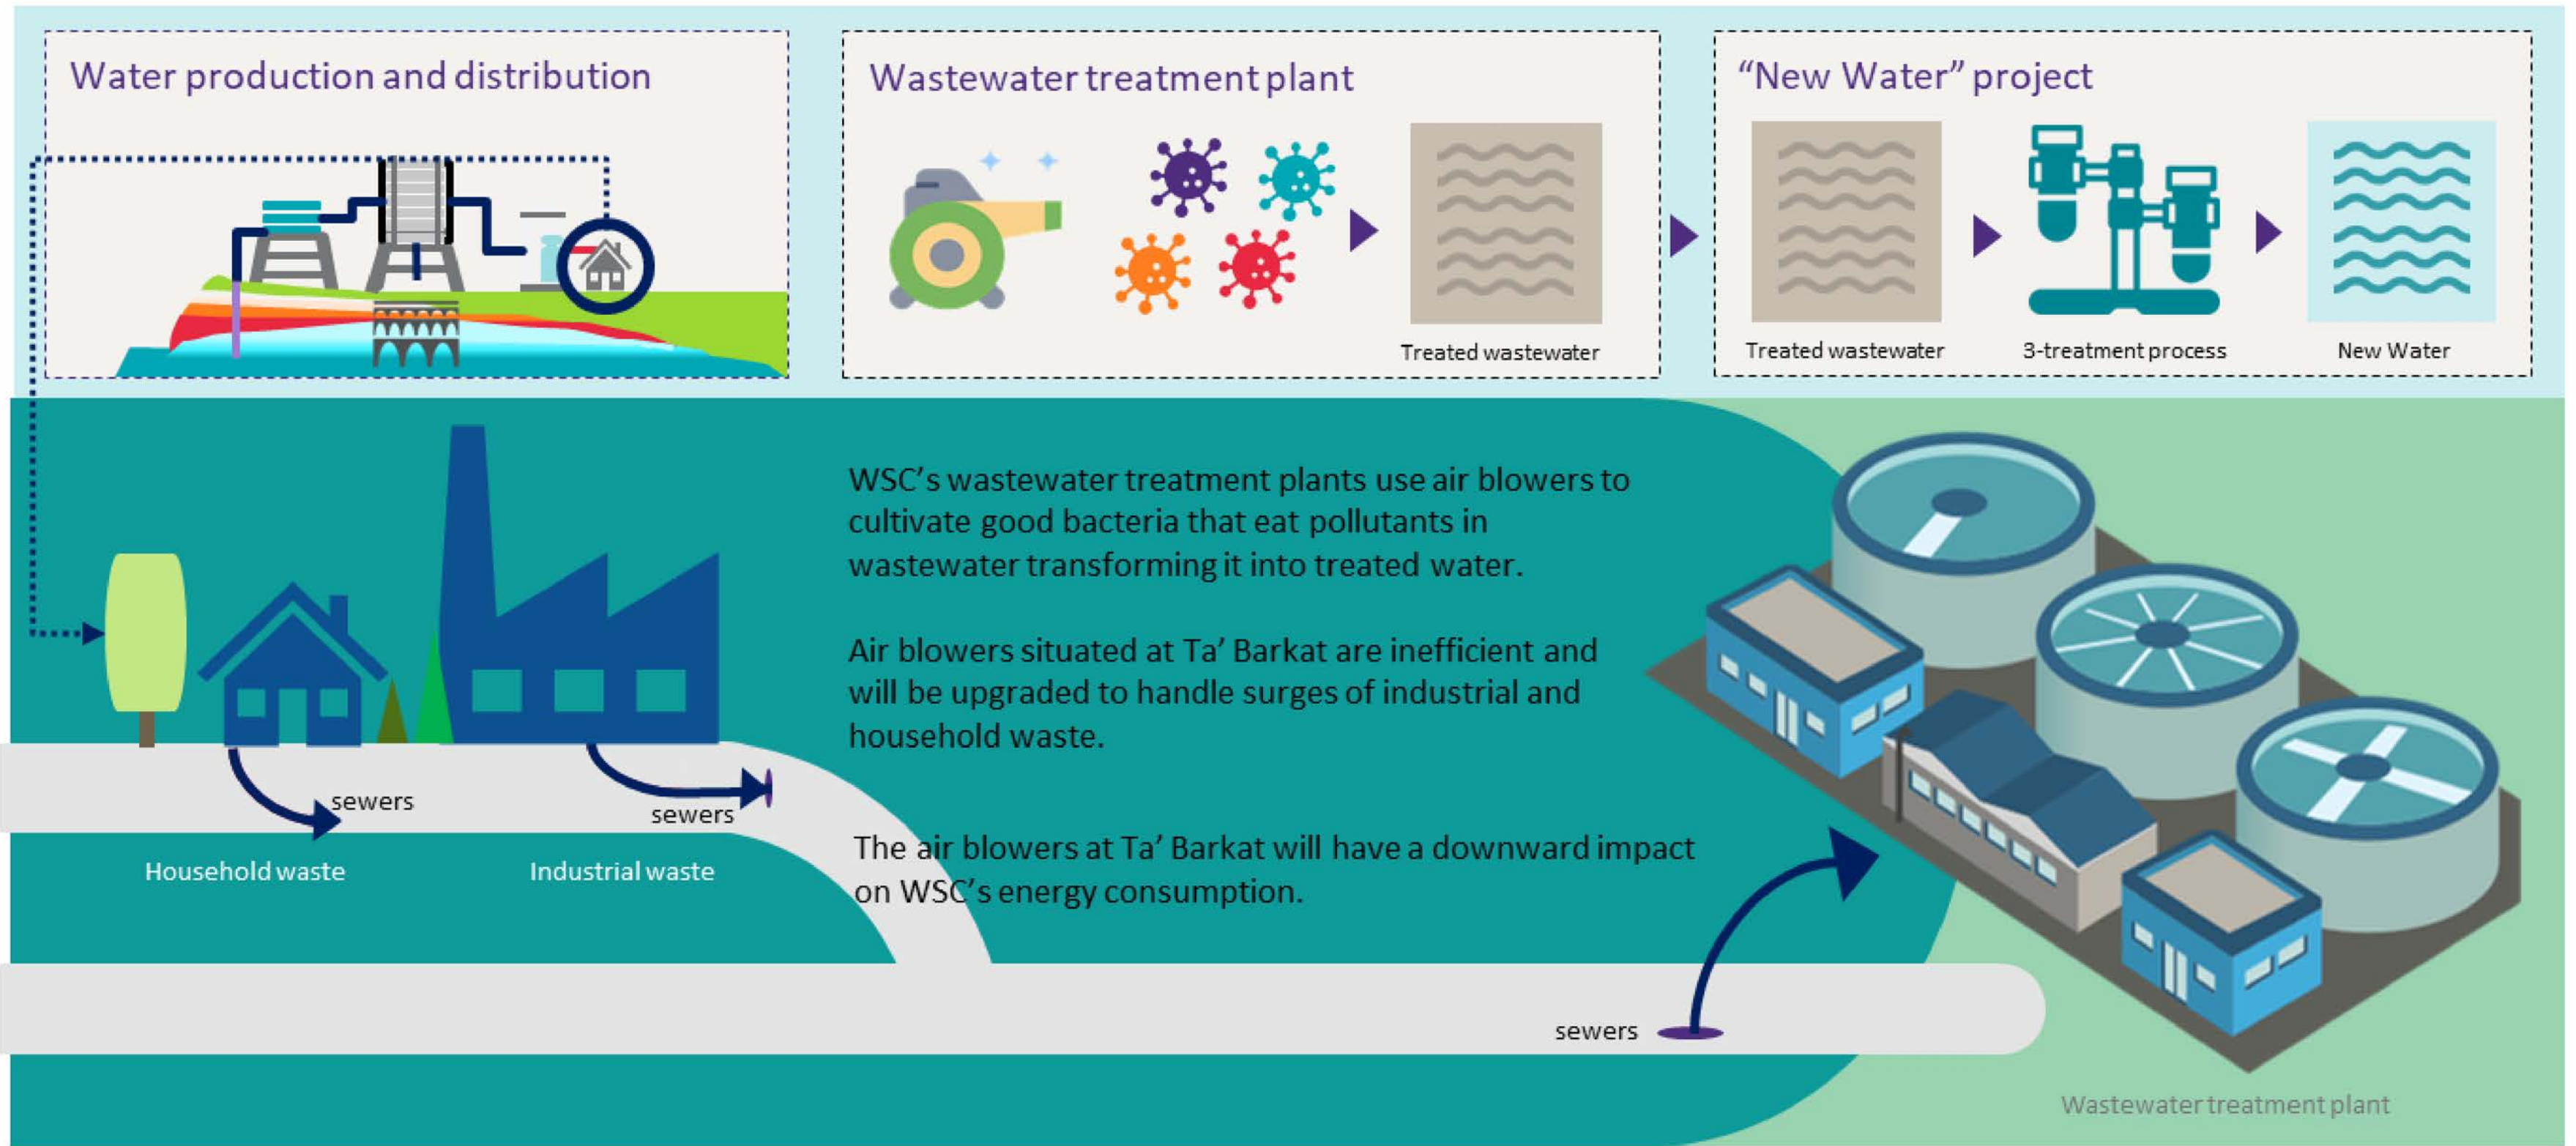 Water production and distribution
Wastewater treatment plant
Treated wastewater
“New Water” project
Treated wastewater
3-treatment process
New Water
WSC’s wastewater treatment plants use air blowers to
cultivate good bacteria that eat pollutants in
wastewater transforming it into treated water.
Air blowers situated at Ta’ Barkat are inefficient and
will be upgraded to handle surges of industrial and
household waste.
The air blowers at Ta’ Barkat will have a downward impact
on WSC’s energy consumption.
sewers
sewers
Household waste
Industrial waste
sewers
Wastewater treatment plant